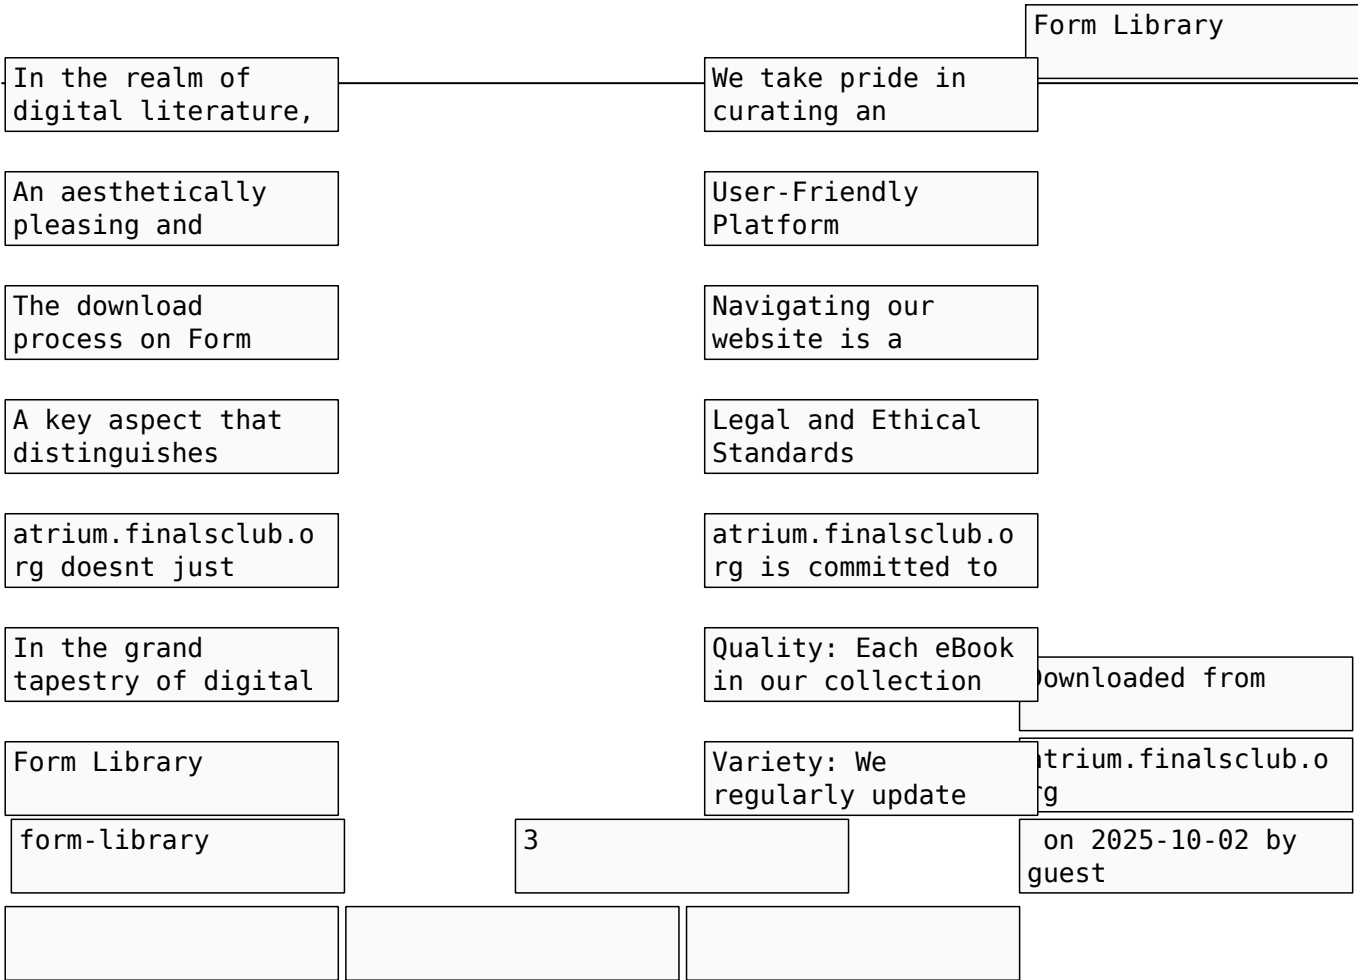 Form Library
In the realm of
digital literature,
An aesthetically
pleasing and
The download
process on Form
A key aspect that
distinguishes
atrium.finalsclub.o
rg doesnt just
In the grand
tapestry of digital
Form Library
We take pride in
curating an
User-Friendly
Platform
Navigating our
website is a
Legal and Ethical
Standards
atrium.finalsclub.o
rg is committed to
Quality: Each eBook
in our collection
Variety: We
regularly update
form-library
3
Downloaded from
atrium.finalsclub.o
rg
on 2025-10-02 by
guest